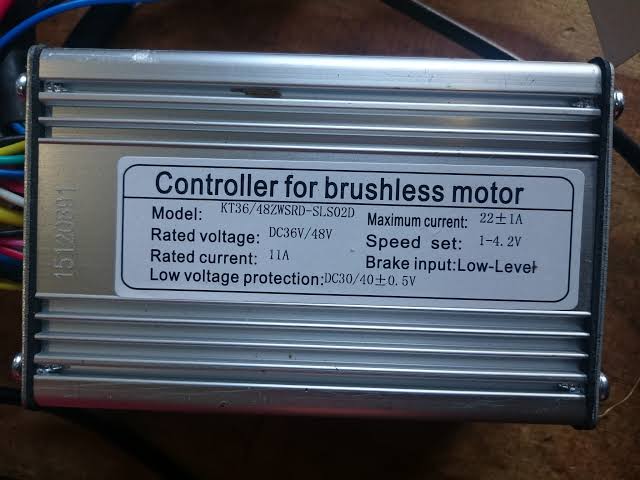 Controller for brushless motor
Model: KT36/48ZWSRD-SLS02D
Maximum current: 22±1A
Rated voltage: DC36V/48V
Speed set: 1-4.2V
Rated current: 11A
Brake input:Low-Level
Low voltage protection:DC30/40±0.5V
15120391